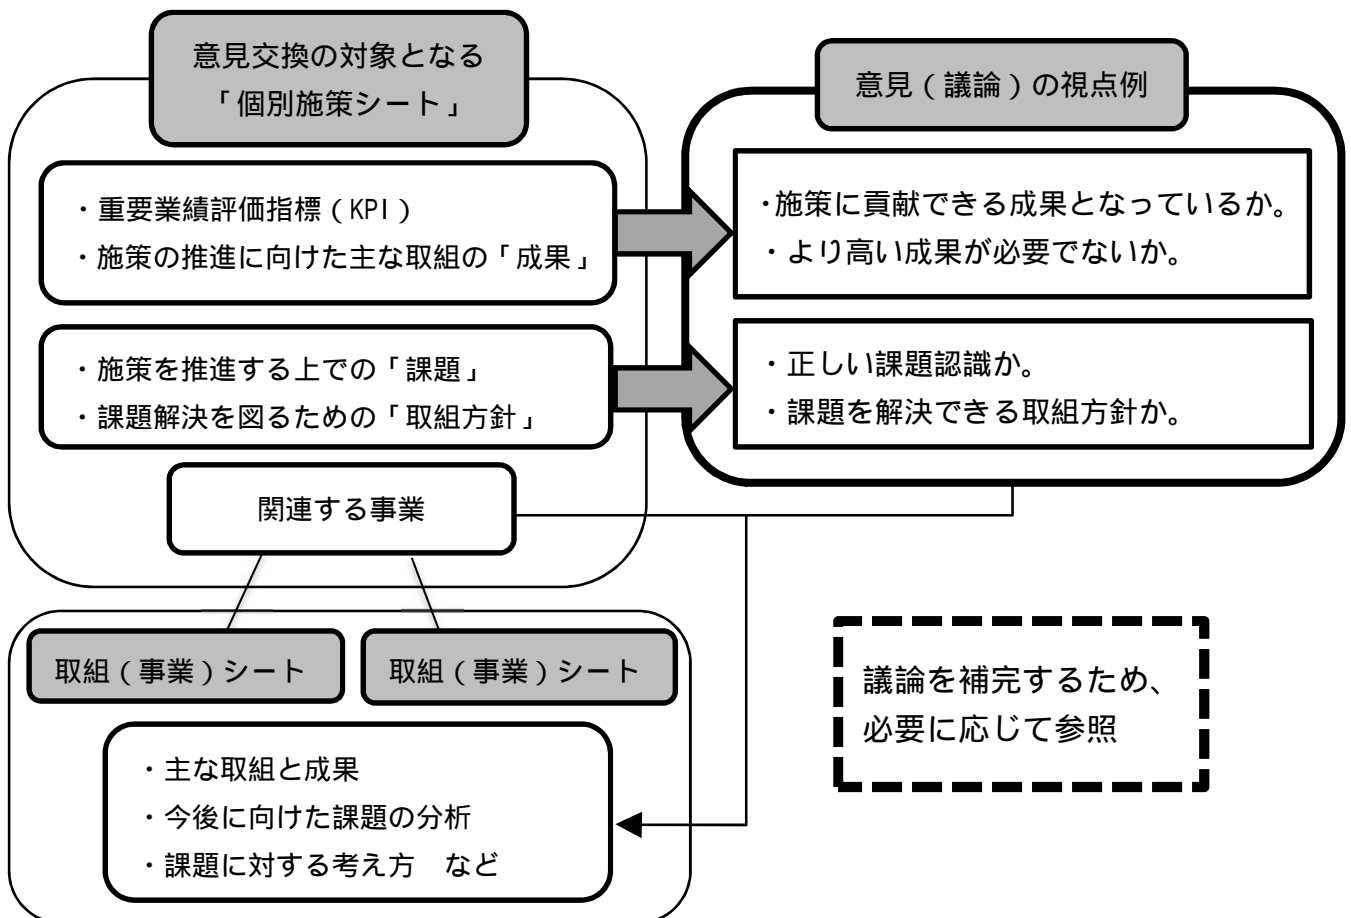 意見交換の対象となる
「個別施策シート」
・重要業績評価指標（KPI）
・施策の推進に向けた主な取組の「成果」
・施策を推進する上での「課題」
・課題解決を図るための「取組方針」
関連する事業
意見（議論）の視点例
・施策に貢献できる成果となっているか。
・より高い成果が必要でないか。
・正しい課題認識か。
・課題を解決できる取組方針か。
取組（事業）シート
取組（事業）シート
・主な取組と成果
・今後に向けた課題の分析
・課題に対する考え方　など
議論を補完するため、
必要に応じて参照